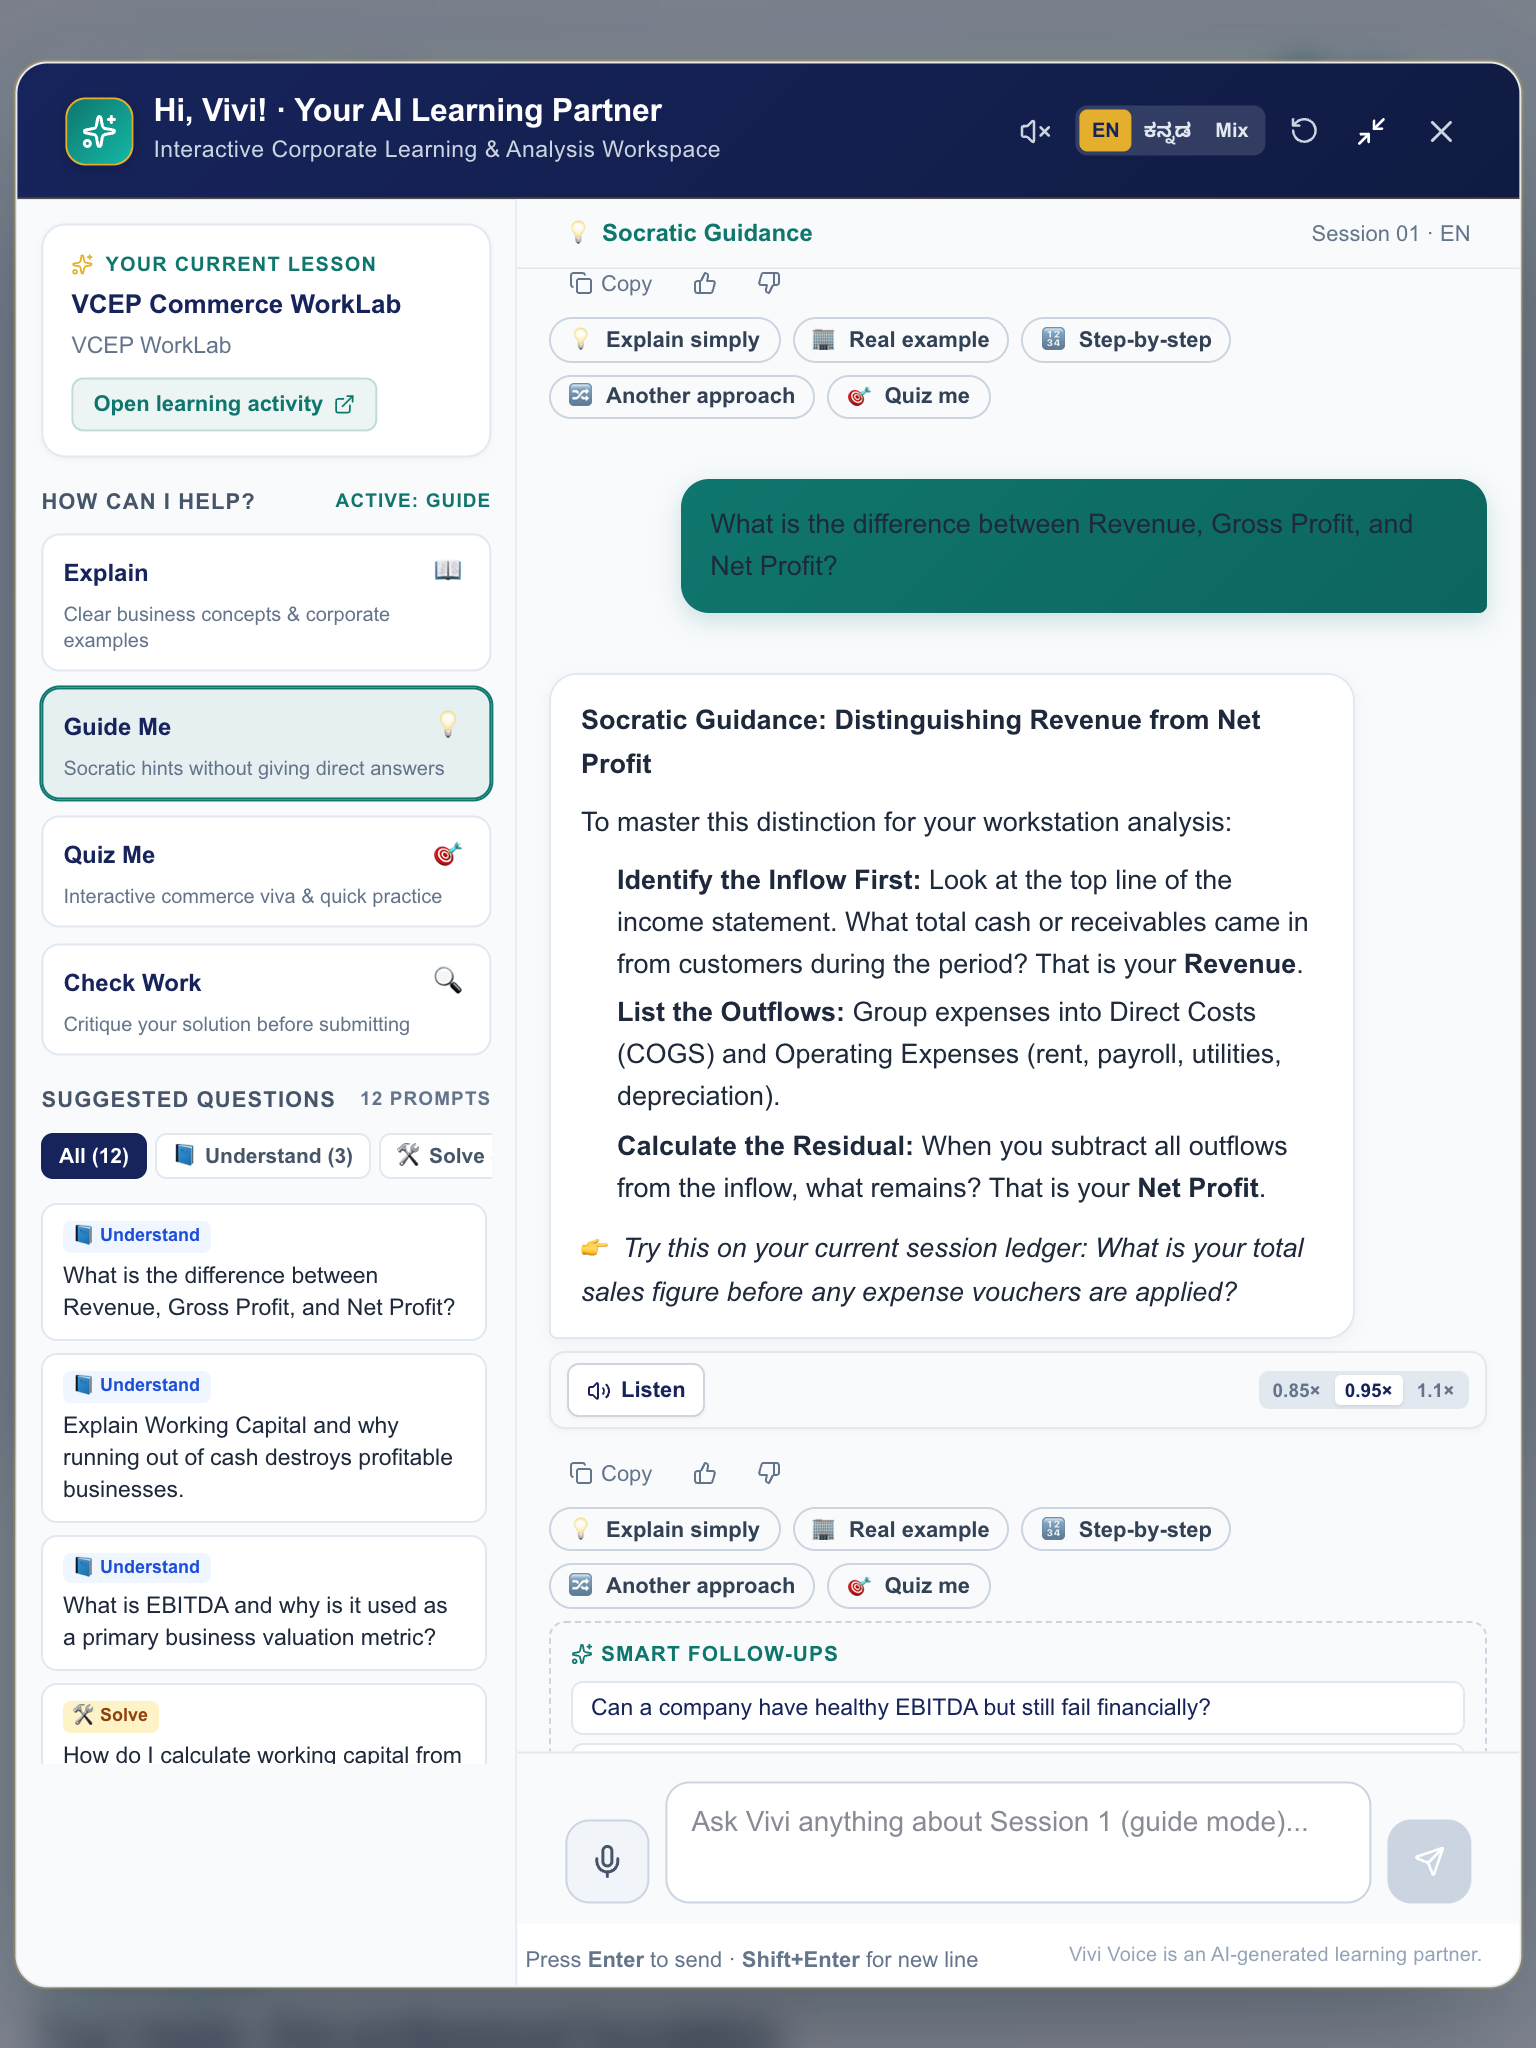 Hi, Vivi! · Your AI Learning Partner
Interactive Corporate Learning & Analysis Workspace
EN ಕನ್ನಡ Mix
YOUR CURRENT LESSON
VCEP Commerce WorkLab
VCEP WorkLab
Open learning activity
HOW CAN I HELP? ACTIVE: GUIDE
Explain
Clear business concepts & corporate
examples
Guide Me
Socratic hints without giving direct answers
Quiz Me
Interactive commerce viva & quick practice
Check Work
Critique your solution before submitting
SUGGESTED QUESTIONS 12 PROMPTS
All (12) Understand (3) Solve
Understand
What is the difference between
Revenue, Gross Profit, and Net Profit?
Understand
Explain Working Capital and why
running out of cash destroys profitable
businesses.
Understand
What is EBITDA and why is it used as
a primary business valuation metric?
Solve
How do I calculate working capital from
Socratic Guidance Session 01 · EN
Copy
Explain simply Real example Step-by-step
Another approach Quiz me
What is the difference between Revenue, Gross Profit, and
Net Profit?
Socratic Guidance: Distinguishing Revenue from Net
Profit
To master this distinction for your workstation analysis:
Identify the Inflow First: Look at the top line of the
income statement. What total cash or receivables came in
from customers during the period? That is your Revenue.
List the Outflows: Group expenses into Direct Costs
(COGS) and Operating Expenses (rent, payroll, utilities,
depreciation).
Calculate the Residual: When you subtract all outflows
from the inflow, what remains? That is your Net Profit.
👉 Try this on your current session ledger: What is your total
sales figure before any expense vouchers are applied?
Listen 0.85× 0.95× 1.1×
Copy
Explain simply Real example Step-by-step
Another approach Quiz me
SMART FOLLOW-UPS
Can a company have healthy EBITDA but still fail financially?
Ask Vivi anything about Session 1 (guide mode)...
Press Enter to send · Shift+Enter for new line
Vivi Voice is an AI-generated learning partner.